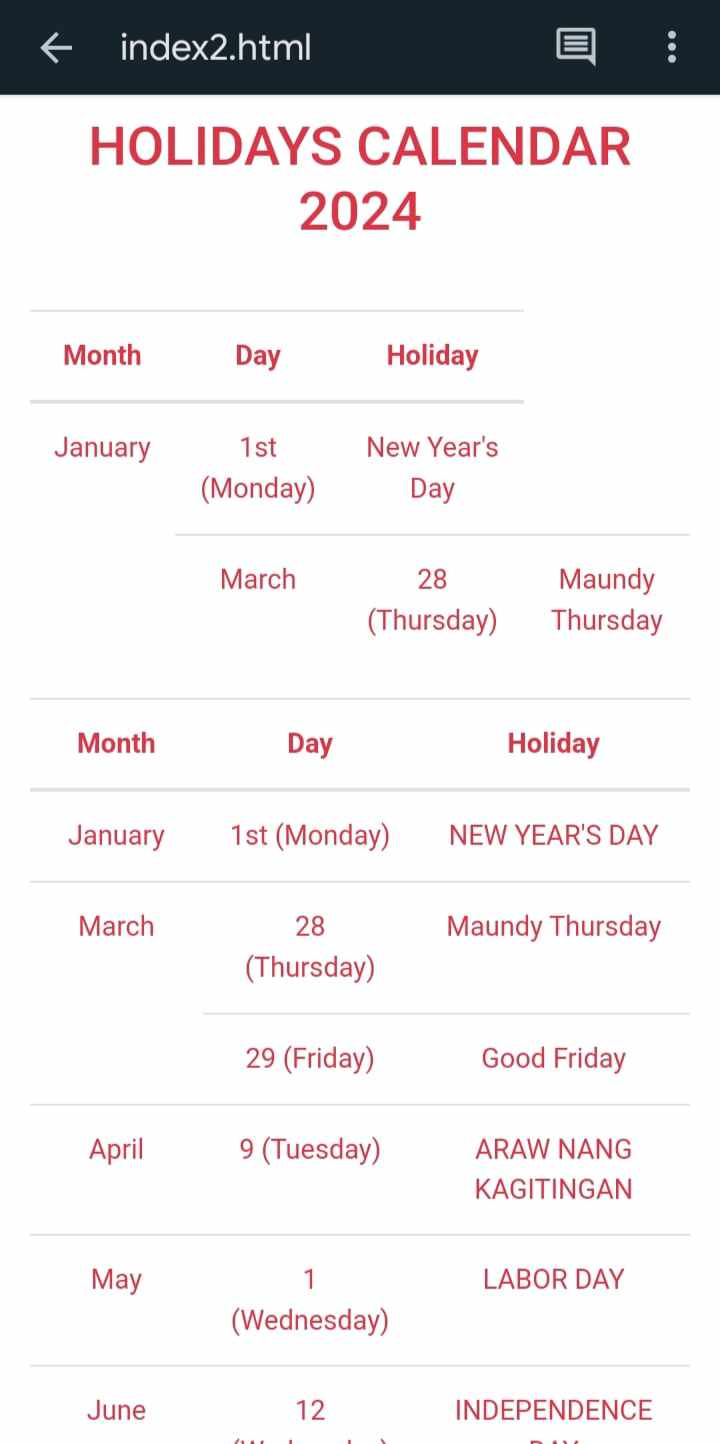 index2.html
HOLIDAYS CALENDAR
2024
Month Day Holiday
January 1st New Year's
(Monday) Day
March 28 Maundy
(Thursday) Thursday
Month Day Holiday
January 1st (Monday) NEW YEAR'S DAY
March 28 Maundy Thursday
(Thursday)
29 (Friday) Good Friday
April 9 (Tuesday) ARAW NANG
KAGITINGAN
May 1 LABOR DAY
(Wednesday)
June 12 INDEPENDENCE